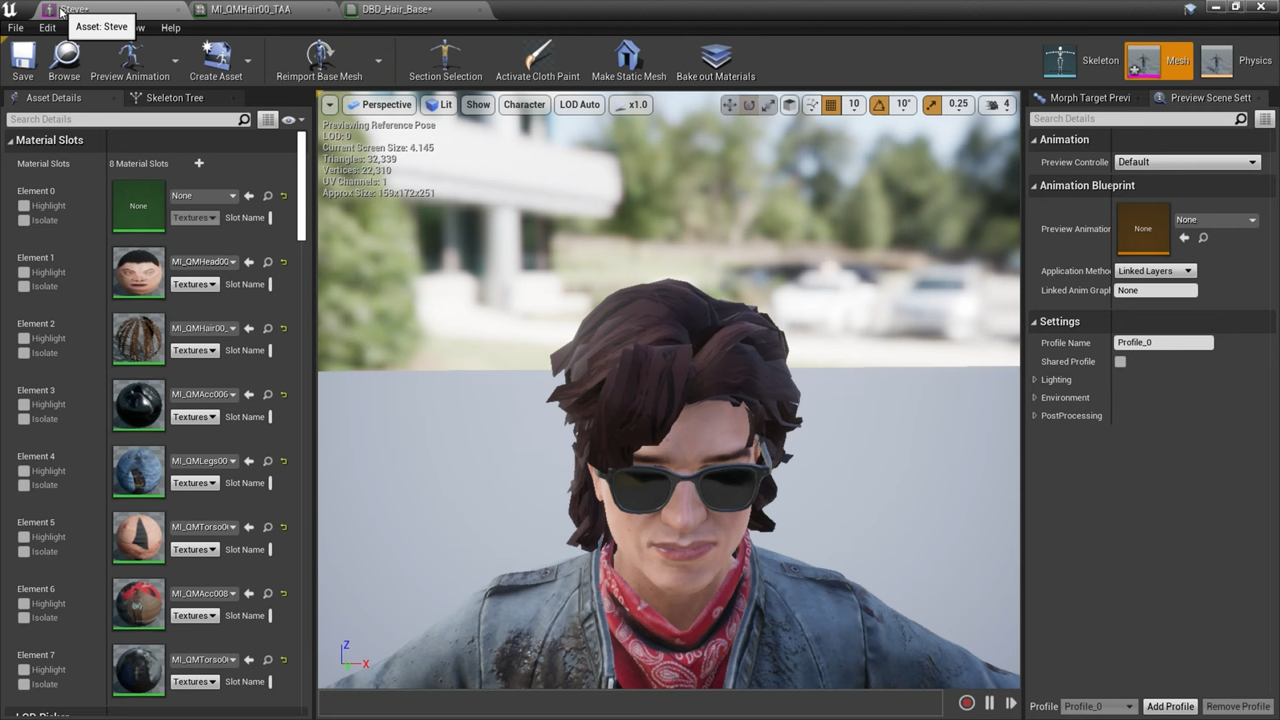 Steve*
MI_QMHair00_TAA
DBD_Hair_Base*
File
Edit
Asset: Steve
Help
Save
Browse
Preview Animation
Create Asset
Reimport Base Mesh
Section Selection
Activate Cloth Paint
Make Static Mesh
Bake out Materials
Skeleton
Mesh
Physics
Asset Details
Skeleton Tree
Search Details
Material Slots
Material Slots
8 Material Slots
Element 0
Highlight
Isolate
None
None
Textures
Slot Name
Element 1
Highlight
Isolate
MI_QMHead00
Textures
Slot Name
Element 2
Highlight
Isolate
MI_QMHair00_
Textures
Slot Name
Element 3
Highlight
Isolate
MI_QMAcc006
Textures
Slot Name
Element 4
Highlight
Isolate
MI_QMLegs00
Textures
Slot Name
Element 5
Highlight
Isolate
MI_QMTorso0
Textures
Slot Name
Element 6
Highlight
Isolate
MI_QMAcc008
Textures
Slot Name
Element 7
Highlight
Isolate
MI_QMTorso0
Textures
Slot Name
Perspective
Lit
Show
Character
LOD Auto
x1.0
10
10°
0.25
4
Previewing Reference Pose
LOD: 0
Current Screen Size: 4.145
Triangles: 32,339
Vertices: 22,310
UV Channels: 1
Approx Size: 159x172x251
Z
X
Morph Target Previ
Preview Scene Sett
Search Details
Animation
Preview Controlle
Default
Animation Blueprint
Preview Animation
None
None
Application Metho
Linked Layers
Linked Anim Grapl
None
Settings
Profile Name
Profile_0
Shared Profile
Lighting
Environment
PostProcessing
Profile
Profile_0
Add Profile
Remove Profile